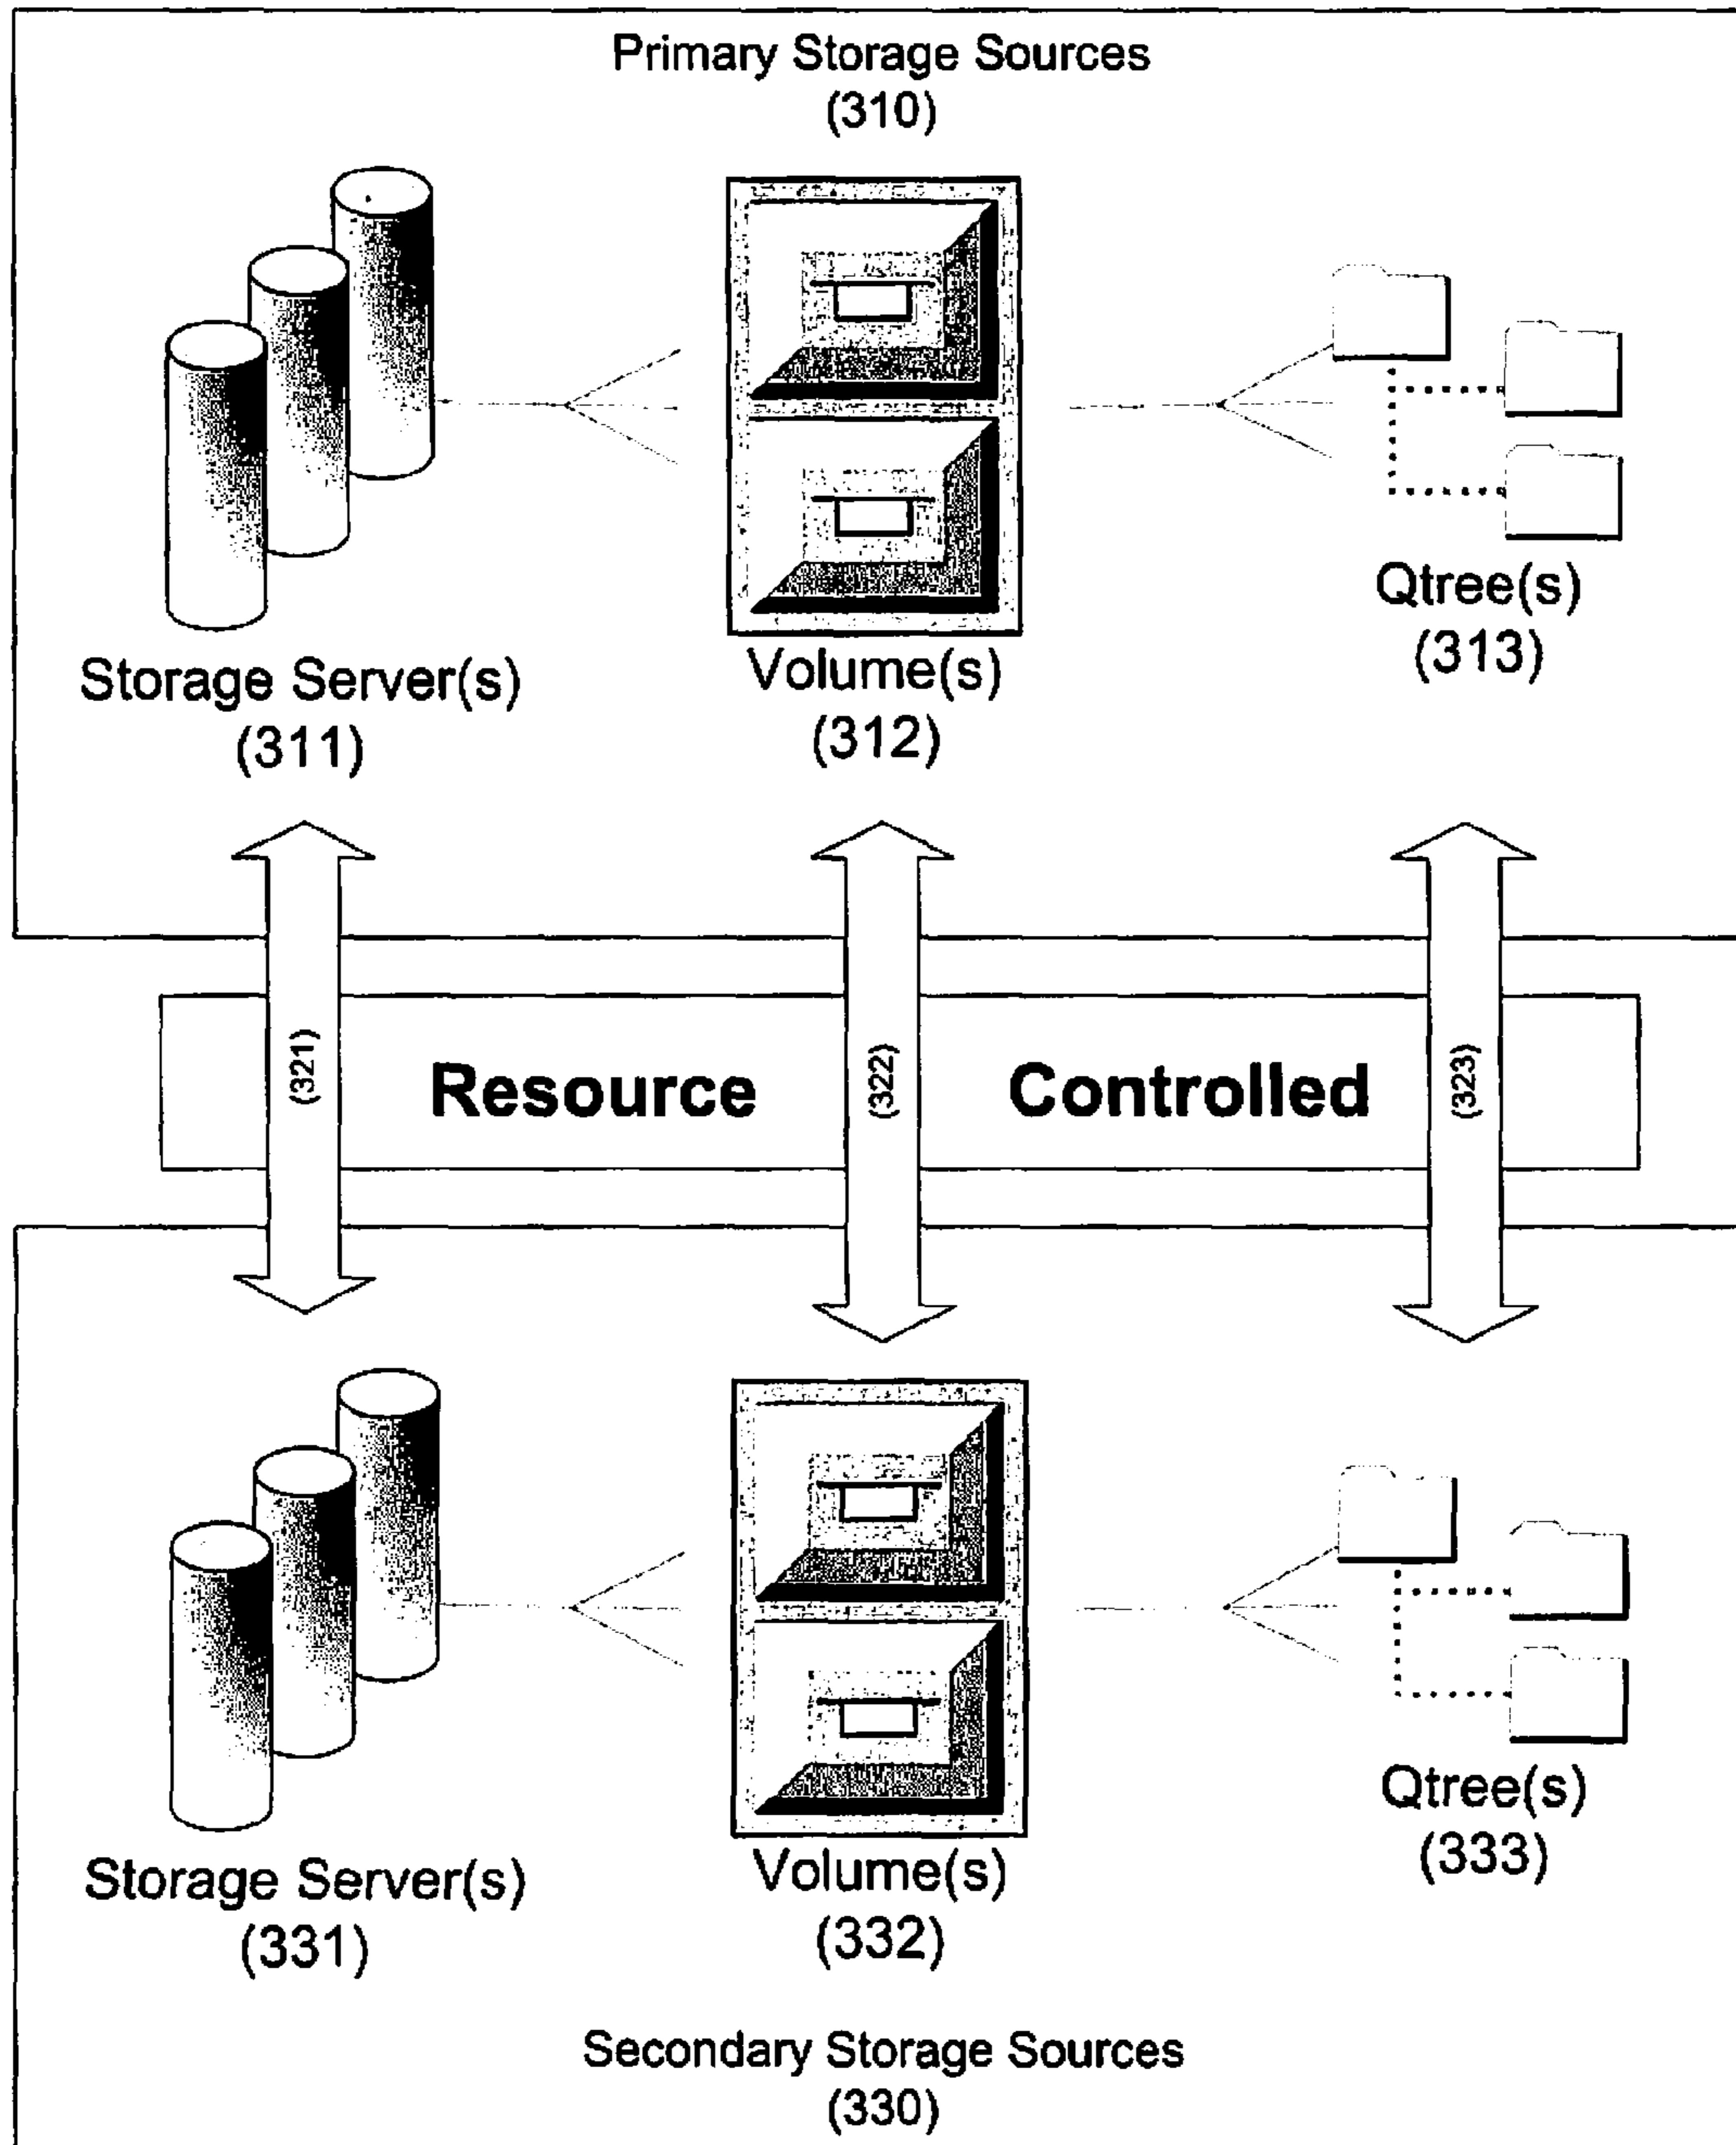 Primary Storage Sources
(310)
Storage Server(s)
(311)
Volume(s)
(312)
Qtree(s)
(313)
(321)
Resource
(322)
Controlled
(323)
Storage Server(s)
(331)
Volume(s)
(332)
Qtree(s)
(333)
Secondary Storage Sources
(330)